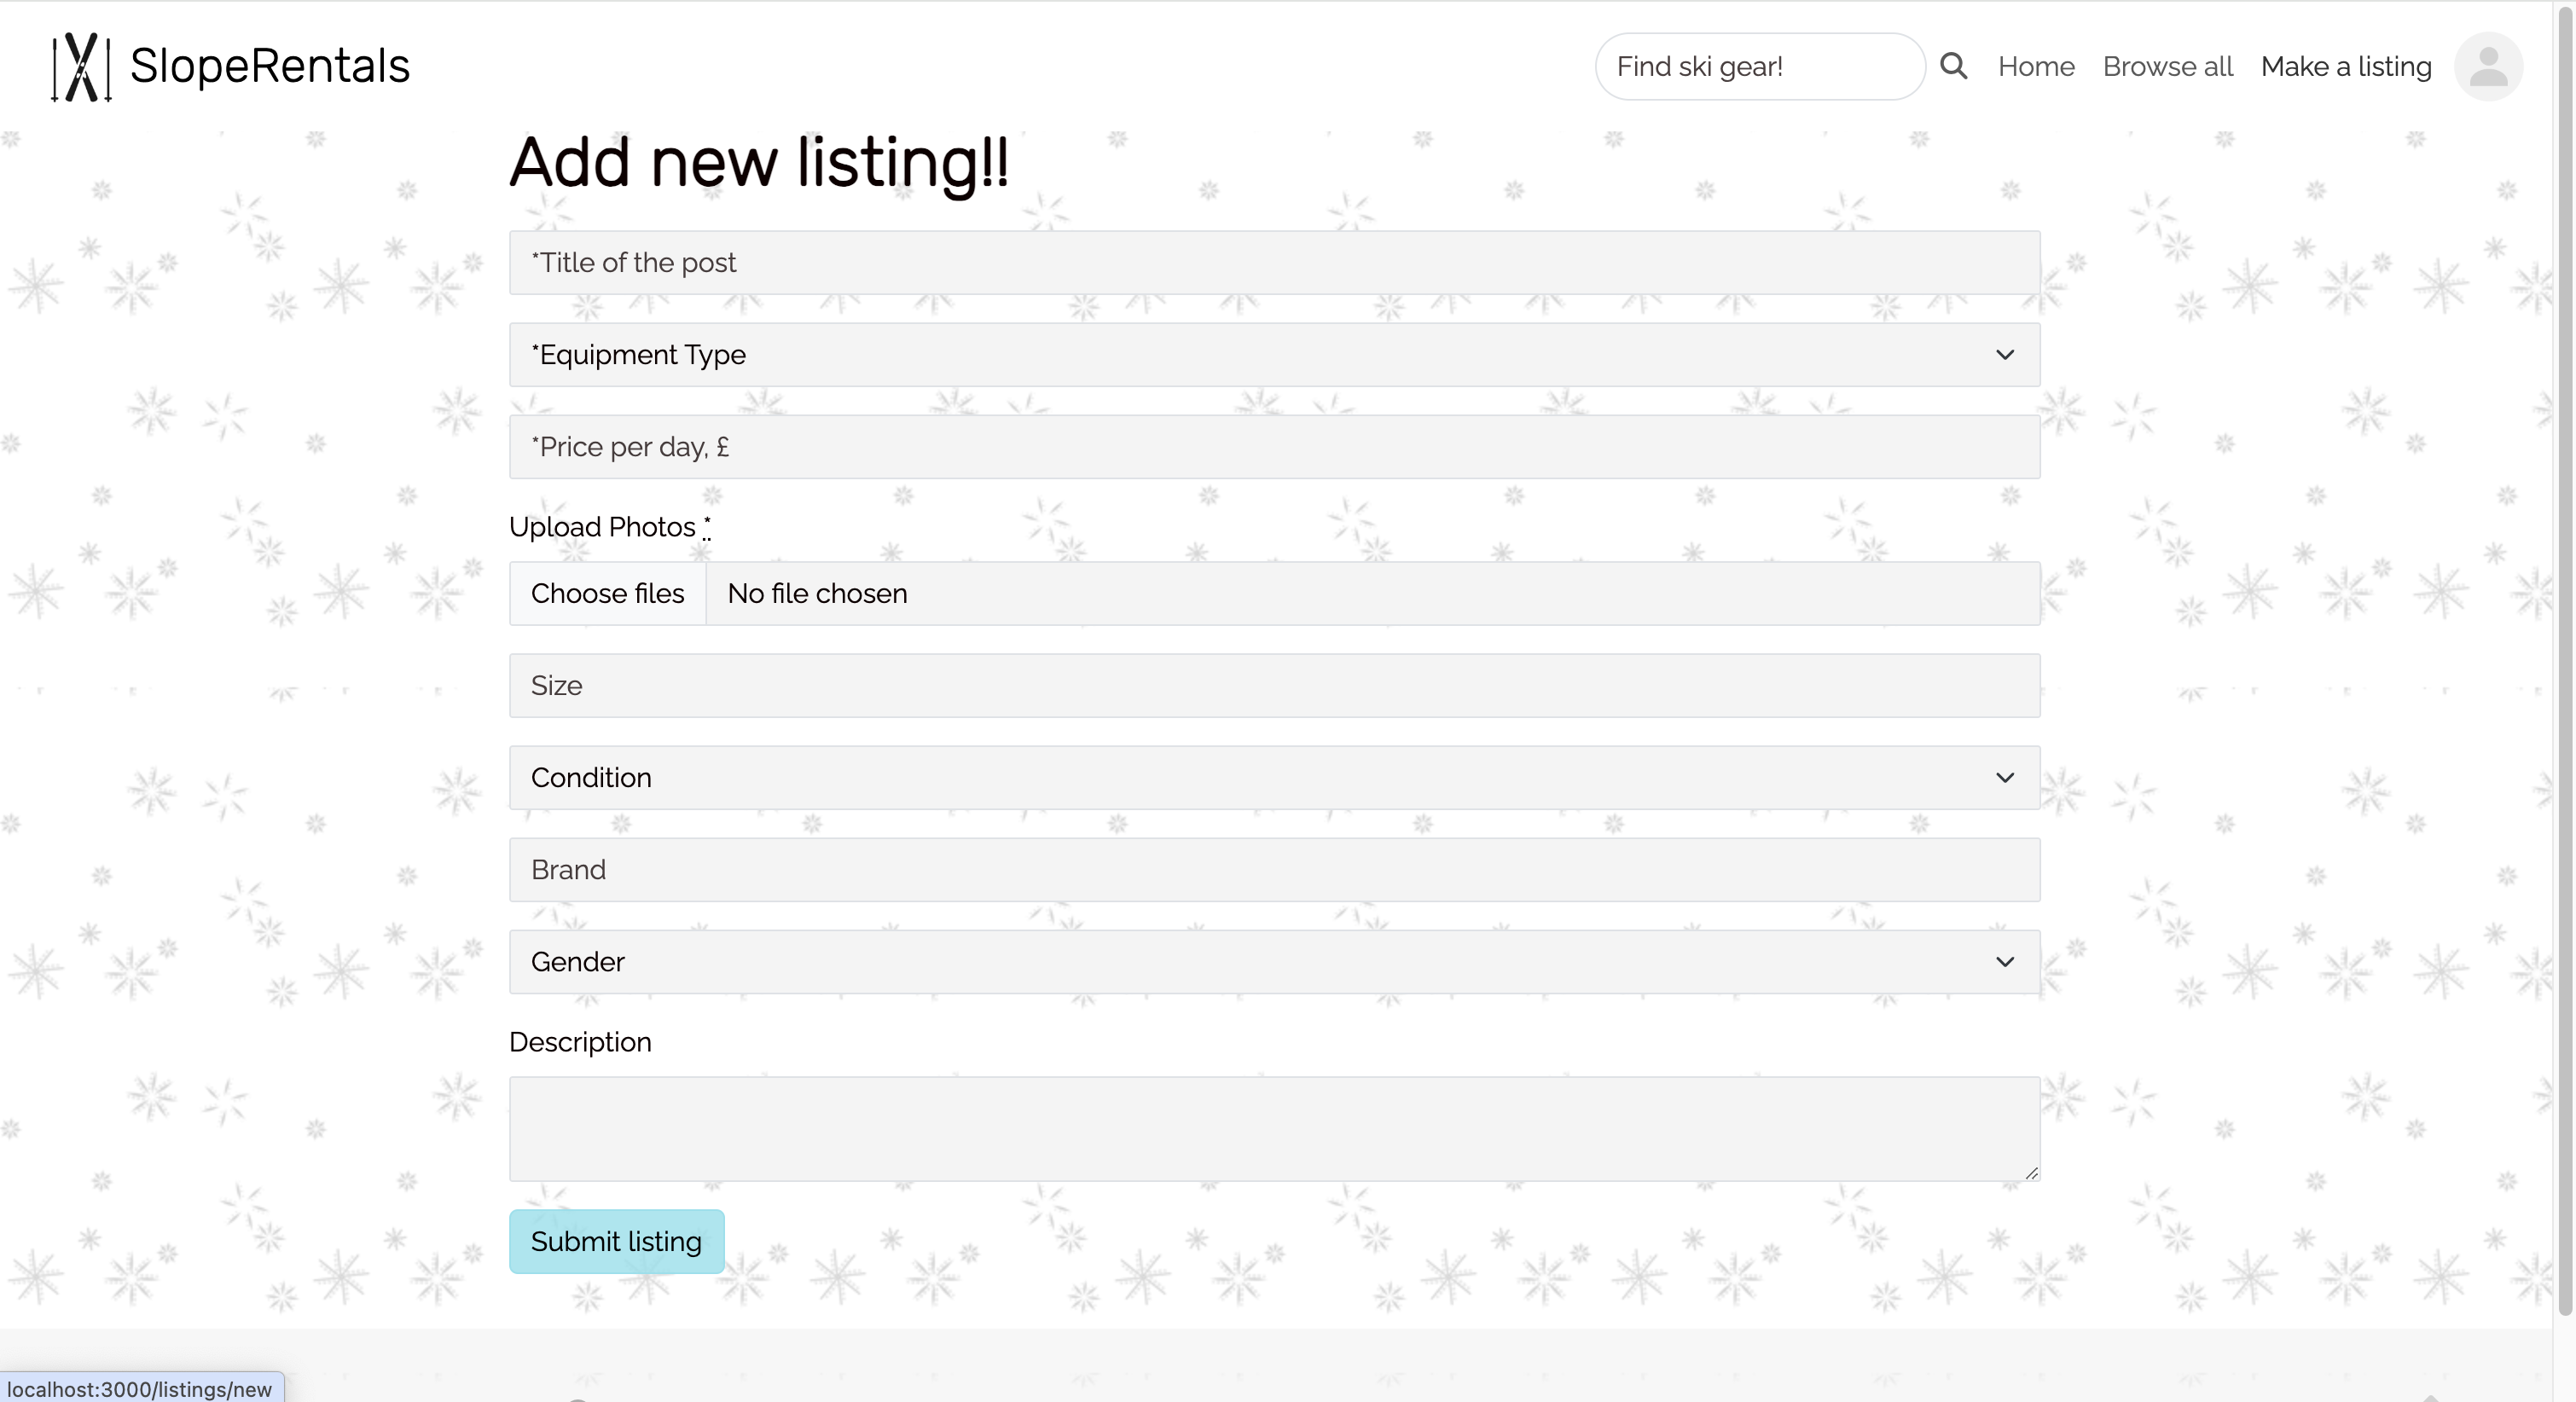 SlopeRentals
Find ski gear!
Home
Browse all
Make a listing
Add new listing!!
*Title of the post
*Equipment Type
*Price per day, £
Upload Photos *
Choose files
No file chosen
Size
Condition
Brand
Gender
Description
Submit listing
localhost:3000/listings/new